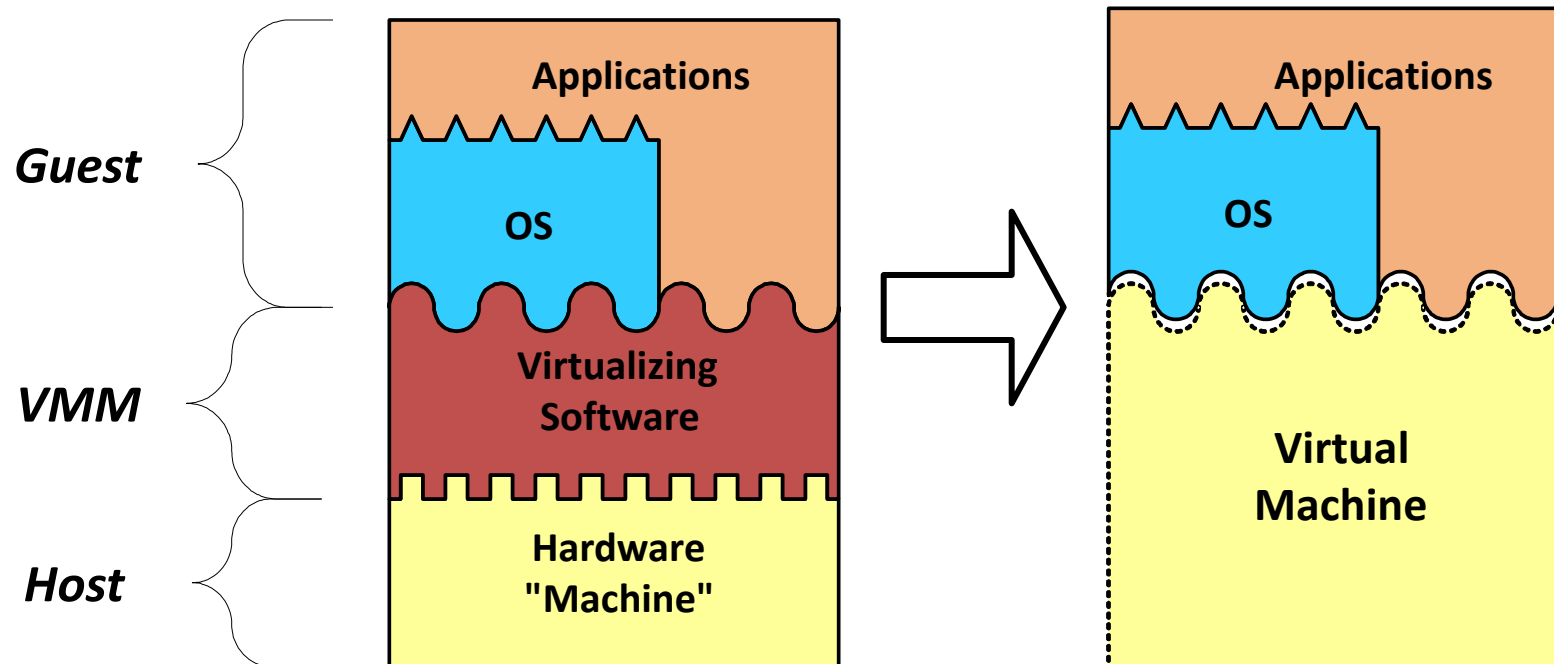 Guest
VMM
Host
Applications
OS
Virtualizing
Software
Hardware
"Machine"
Applications
OS
Virtual
Machine